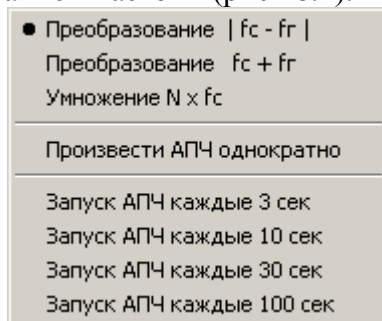 Преобразование | fc - fr |
Преобразование fc + fr
Умножение N x fc
Произвести АПЧ однократно
Запуск АПЧ каждые 3 сек
Запуск АПЧ каждые 10 сек
Запуск АПЧ каждые 30 сек
Запуск АПЧ каждые 100 сек